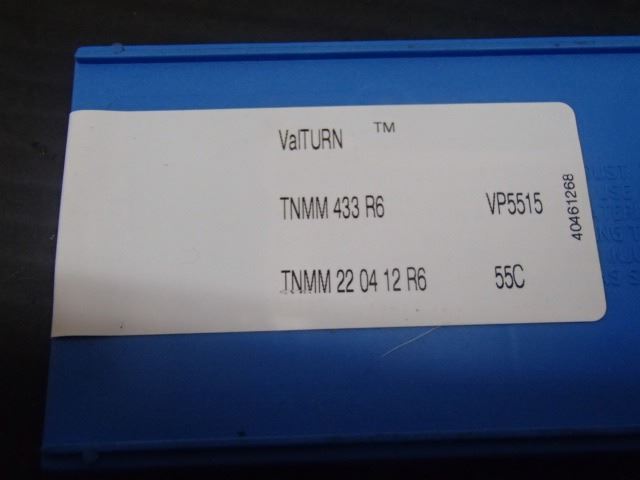 ValTURN ™
TNMM 433 R6 VP5515
TNMM 22 04 12 R6 55C
40461268